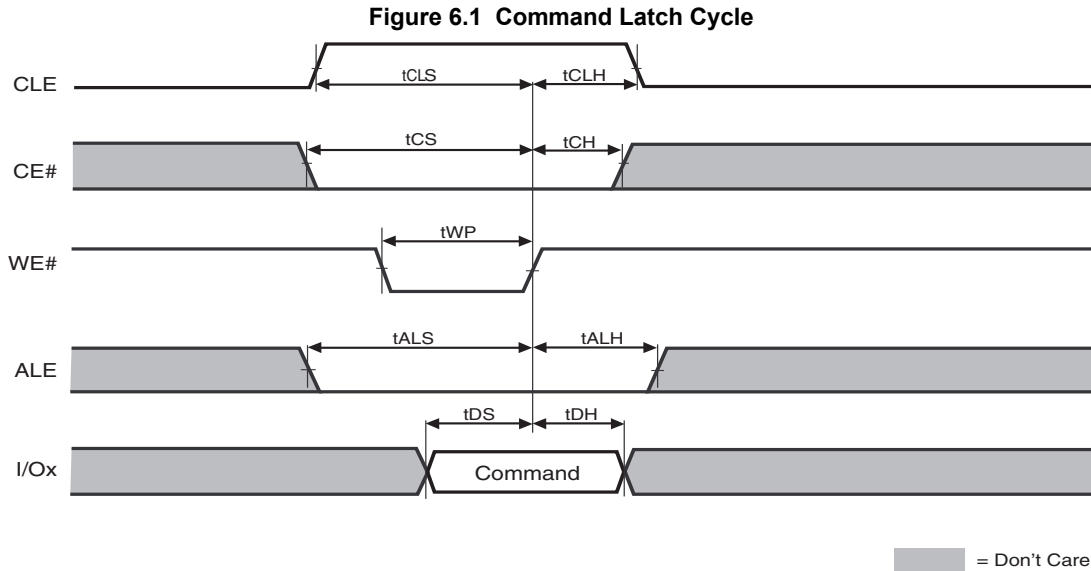 Figure 6.1 Command Latch Cycle
CLE
tCLS
tCLH
CE#
tCS
tCH
WE#
tWP
ALE
tALS
tALH
I/Ox
tDS
tDH
Command
= Don't Care